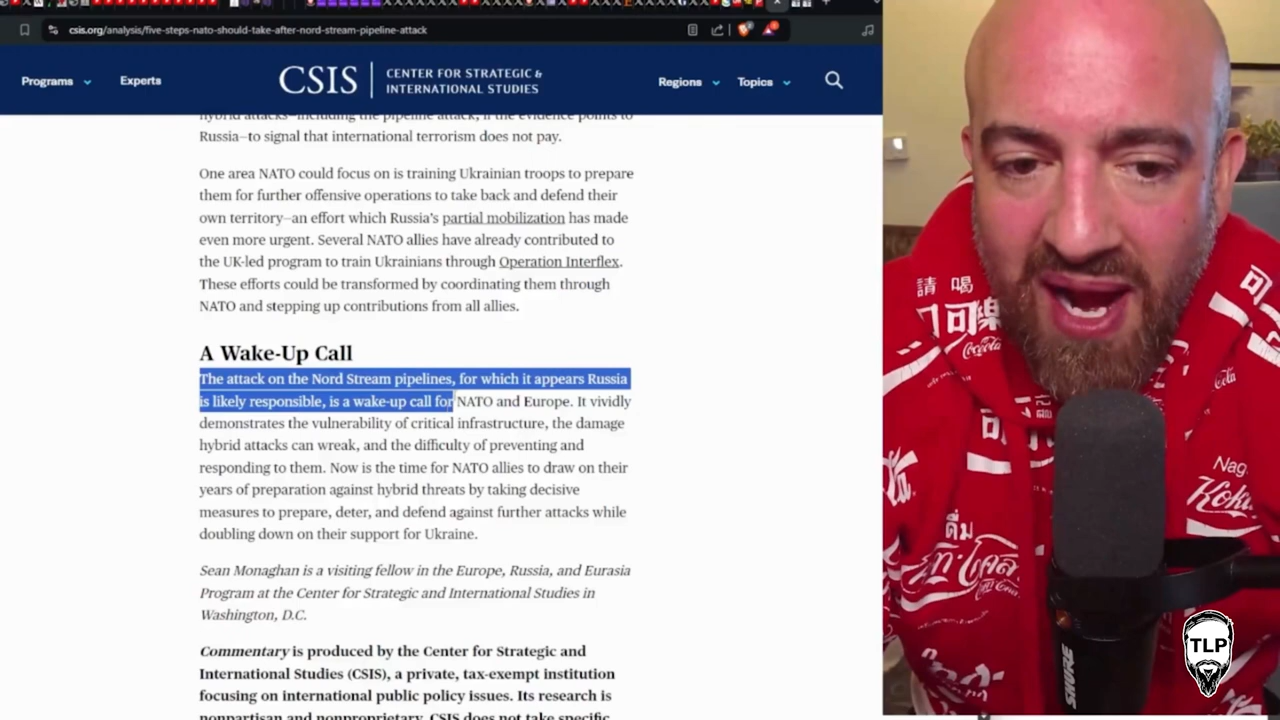 csis.org/analysis/five-steps-nato-should-take-after-nord-stream-pipeline-attack
Programs
Experts
CSIS
CENTER FOR STRATEGIC &
INTERNATIONAL STUDIES
Regions
Topics
hybrid attacks—including the pipeline attack, if the evidence points to
Russia—to signal that international terrorism does not pay.
One area NATO could focus on is training Ukrainian troops to prepare
them for further offensive operations to take back and defend their
own territory—an effort which Russia's partial mobilization has made
even more urgent. Several NATO allies have already contributed to
the UK-led program to train Ukrainians through Operation Interflex.
These efforts could be transformed by coordinating them through
NATO and stepping up contributions from all allies.
A Wake-Up Call
The attack on the Nord Stream pipelines, for which it appears Russia
is likely responsible, is a wake-up call for NATO and Europe. It vividly
demonstrates the vulnerability of critical infrastructure, the damage
hybrid attacks can weak, and the difficulty of preventing and
responding to them. Now is the time for NATO allies to draw on their
years of preparation against hybrid threats by taking decisive
measures to prepare, deter, and defend against further attacks while
doubling down on their support for Ukraine.
Sean Monaghan is a visiting fellow in the Europe, Russia, and Eurasia
Program at the Center for Strategic and International Studies in
Washington, D.C.
Commentary is produced by the Center for Strategic and
International Studies (CSIS), a private, tax-exempt institution
focusing on international public policy issues. Its research is
nonpartisan and nonproprietary. CSIS does not take specific
請喝
可
Coca-Cola
ดื่ม
SHURE
TLP